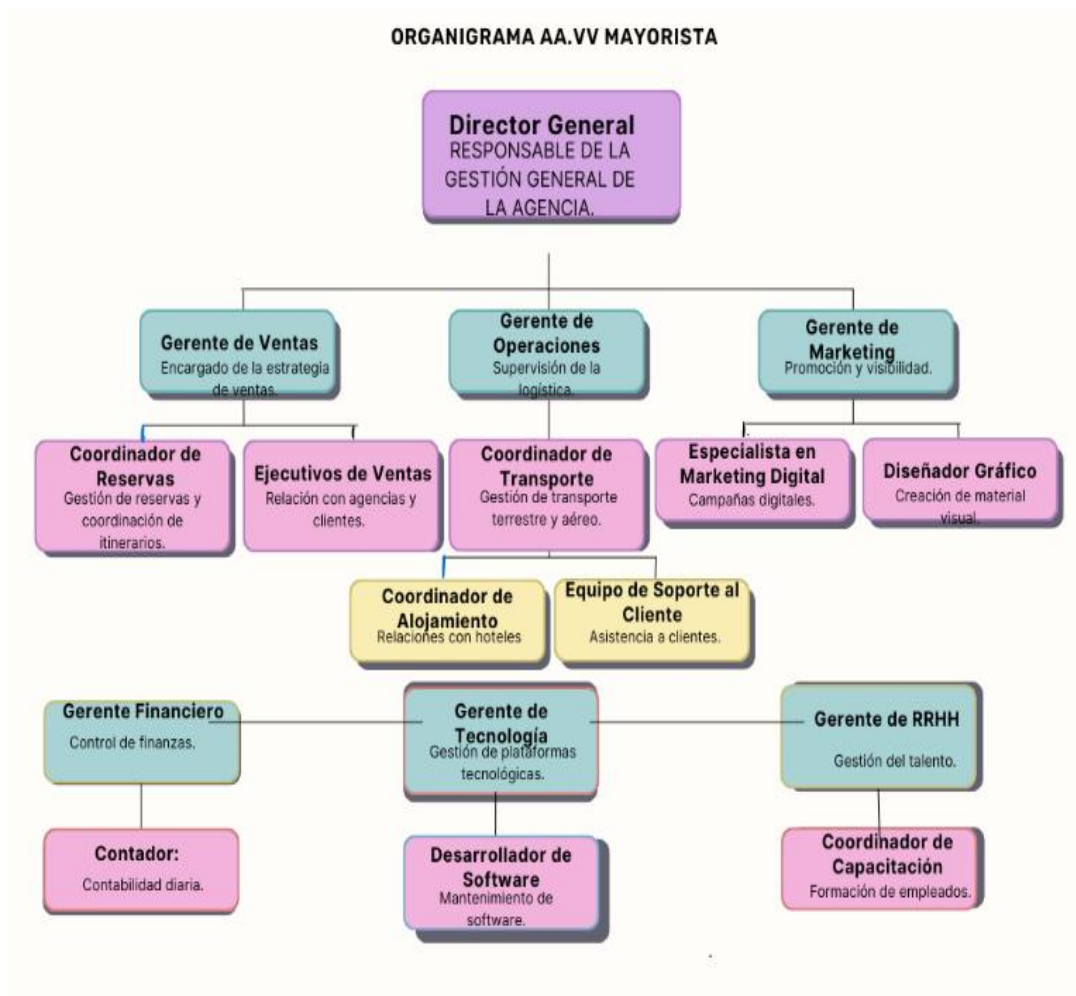 ORGANIGRAMA AA.VV MAYORISTA
Director General
RESPONSABLE DE LA
GESTIÓN GENERAL DE
LA AGENCIA.
Gerente de Ventas
Encargado de la estrategia
de ventas.
Gerente de
Operaciones
Supervisión de la
logística.
Gerente de
Marketing
Promoción y visibilidad.
Coordinador de
Reservas
Gestión de reservas y
coordinación de
itinerarios.
Ejecutivos de Ventas
Relación con agencias y
clientes.
Coordinador de
Transporte
Gestión de transporte
terrestre y aéreo.
Especialista en
Marketing Digital
Campañas digitales.
Diseñador Gráfico
Creación de material
visual.
Coordinador de
Alojamiento
Relaciones con hoteles
Equipo de Soporte al
Cliente
Asistencia a clientes.
Gerente Financiero
Control de finanzas.
Gerente de
Tecnología
Gestión de plataformas
tecnológicas.
Gerente de RRHH
Gestión del talento.
Contador:
Contabilidad diaria.
Desarrollador de
Software
Mantenimiento de
software.
Coordinador de
Capacitación
Formación de empleados.